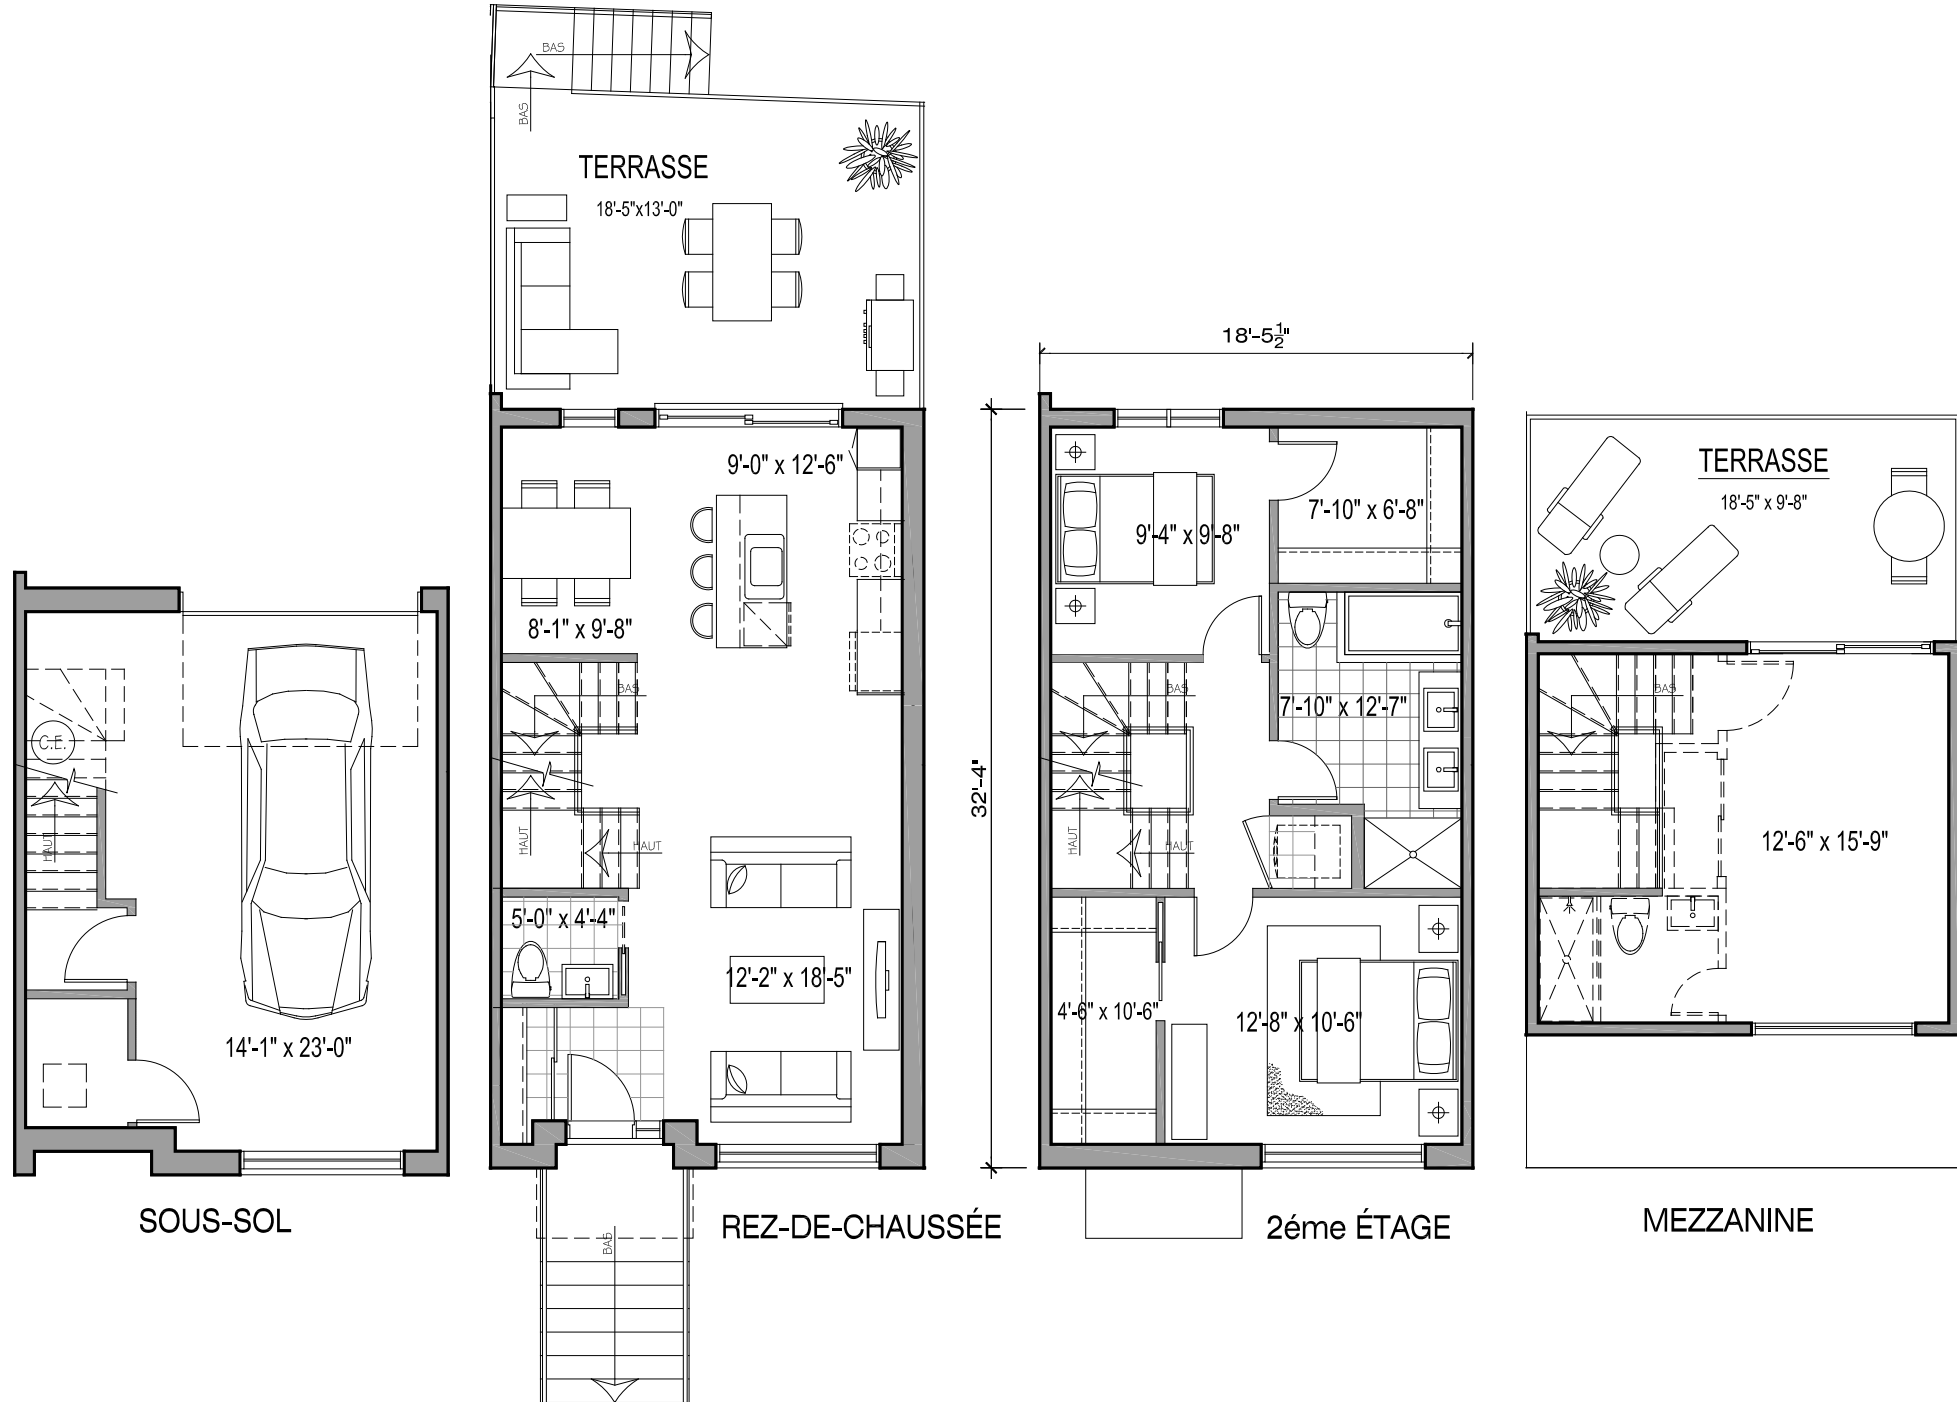 C.E.
HAUT
14'-1" x 23'-0"
SOUS-SOL
BAS
BAS
TERRASSE
18'-5"x13'-0"
9'-0" x 12'-6"
8'-1" x 9'-8"
BAS
HAUT
HAUT
5'-0" x 4'-4"
12'-2" x 18'-5"
REZ-DE-CHAUSSÉE
BAS
18'-5½"
32'-4"
7'-10" x 6'-8"
9'-4" x 9'-8"
7'-10" x 12'-7"
BAS
HAUT
HAUT
4'-6" x 10'-6"
12'-8" x 10'-6"
2éme ÉTAGE
TERRASSE
18'-5" x 9'-8"
BAS
12'-6" x 15'-9"
MEZZANINE